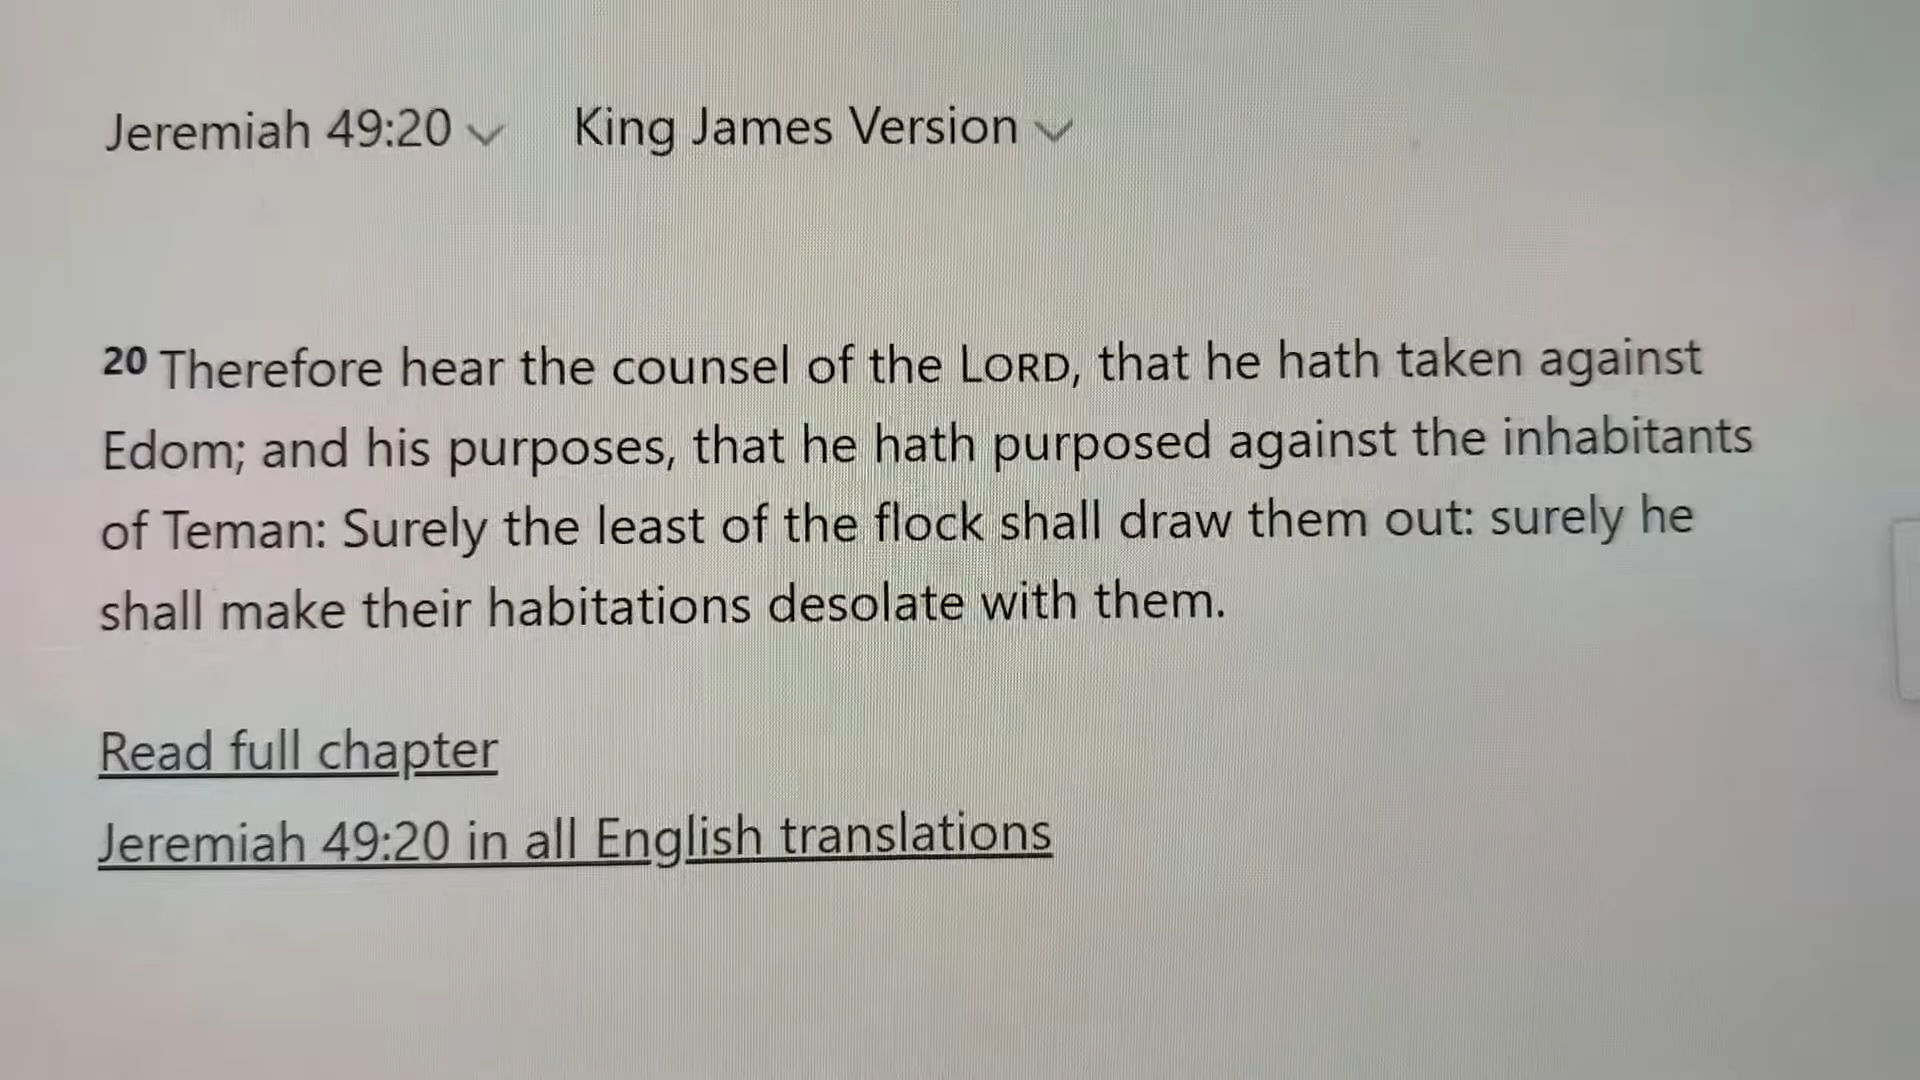 Jeremiah 49:20 King James Version
20 Therefore hear the counsel of the LORD, that he hath taken against
Edom; and his purposes, that he hath purposed against the inhabitants
of Teman: Surely the least of the flock shall draw them out: surely he
shall make their habitations desolate with them.
Read full chapter
Jeremiah 49:20 in all English translations